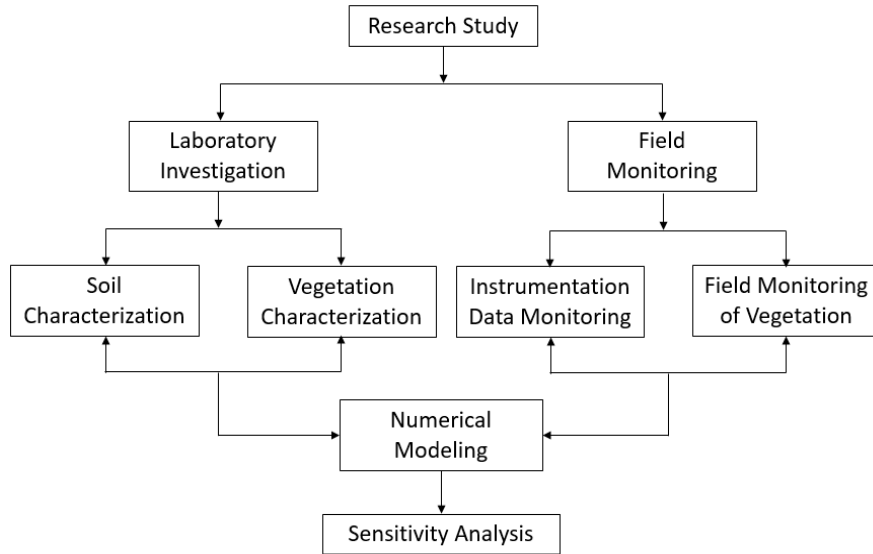 Research Study
Laboratory
Investigation
Field
Monitoring
Soil
Characterization
Vegetation
Characterization
Instrumentation
Data Monitoring
Field Monitoring
of Vegetation
Numerical
Modeling
Sensitivity Analysis